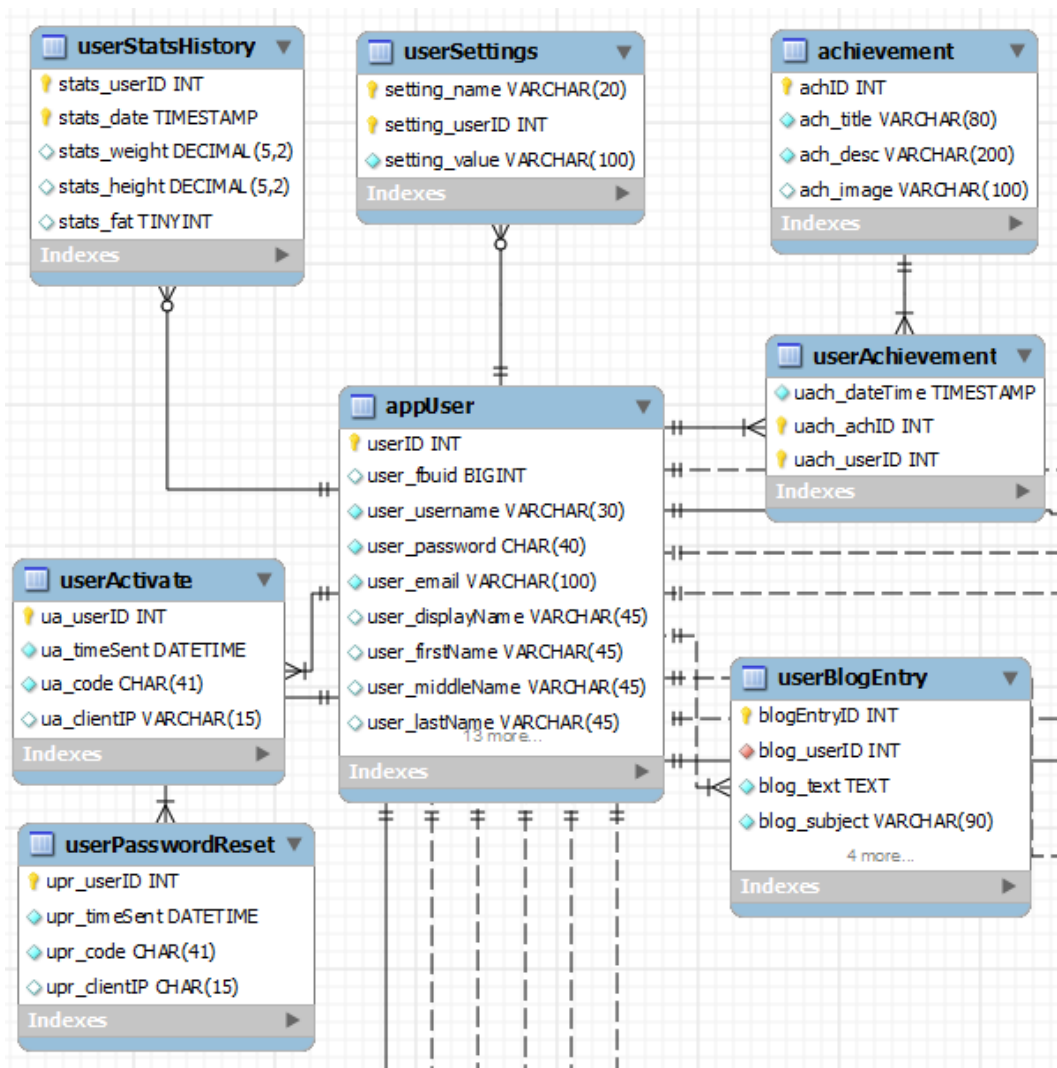 userStatsHistory
stats_userID INT
stats_date TIMESTAMP
stats_weight DECIMAL(5,2)
stats_height DECIMAL(5,2)
stats_fat TINYINT
Indexes
userSettings
setting_name VARCHAR(20)
setting_userID INT
setting_value VARCHAR(100)
Indexes
achievement
achID INT
ach_title VARCHAR(80)
ach_desc VARCHAR(200)
ach_image VARCHAR(100)
Indexes
userAchievement
uach_dateTime TIMESTAMP
uach_achID INT
uach_userID INT
Indexes
appUser
userID INT
user_fbuid BIGINT
user_username VARCHAR(30)
user_password CHAR(40)
user_email VARCHAR(100)
user_displayName VARCHAR(45)
user_firstName VARCHAR(45)
user_middleName VARCHAR(45)
user_lastName VARCHAR(45)
13 more...
Indexes
userActivate
ua_userID INT
ua_timeSent DATETIME
ua_code CHAR(41)
ua_clientIP VARCHAR(15)
Indexes
userBlogEntry
blogEntryID INT
blog_userID INT
blog_text TEXT
blog_subject VARCHAR(90)
4 more...
Indexes
userPasswordReset
upr_userID INT
upr_timeSent DATETIME
upr_code CHAR(41)
upr_clientIP CHAR(15)
Indexes